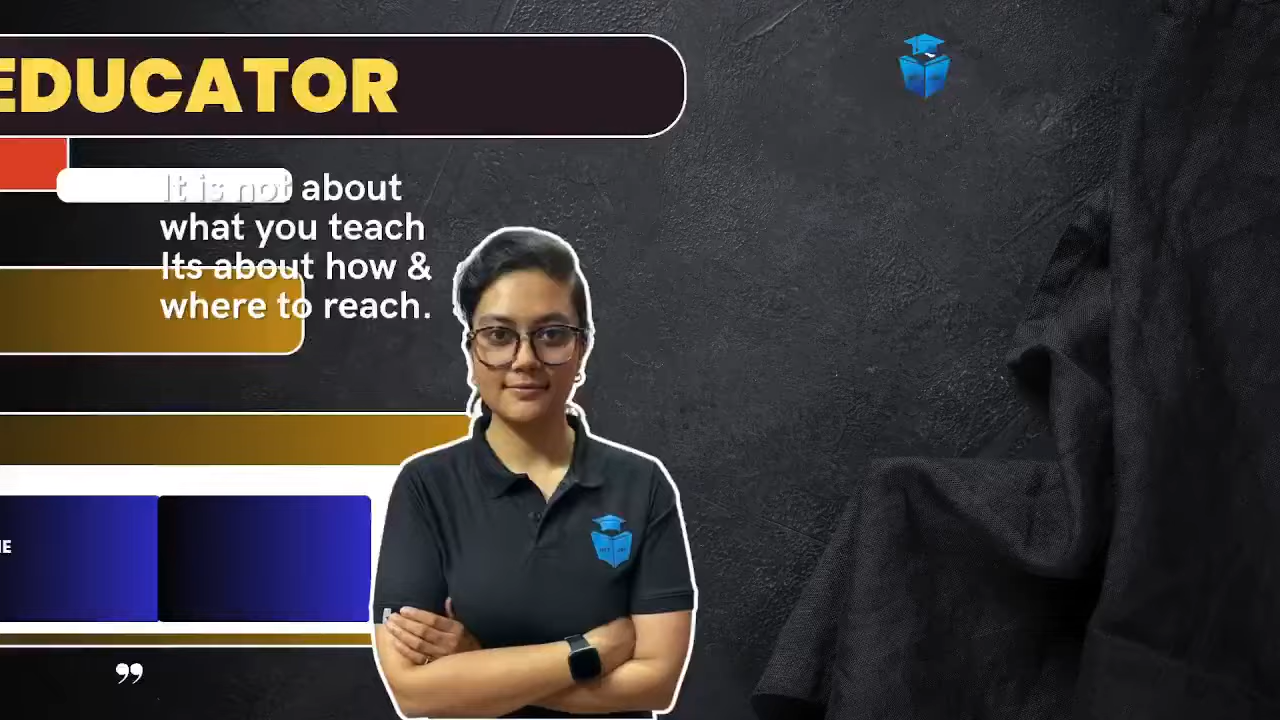 EDUCATOR
It is not about
what you teach
Its about how &
where to reach.
”